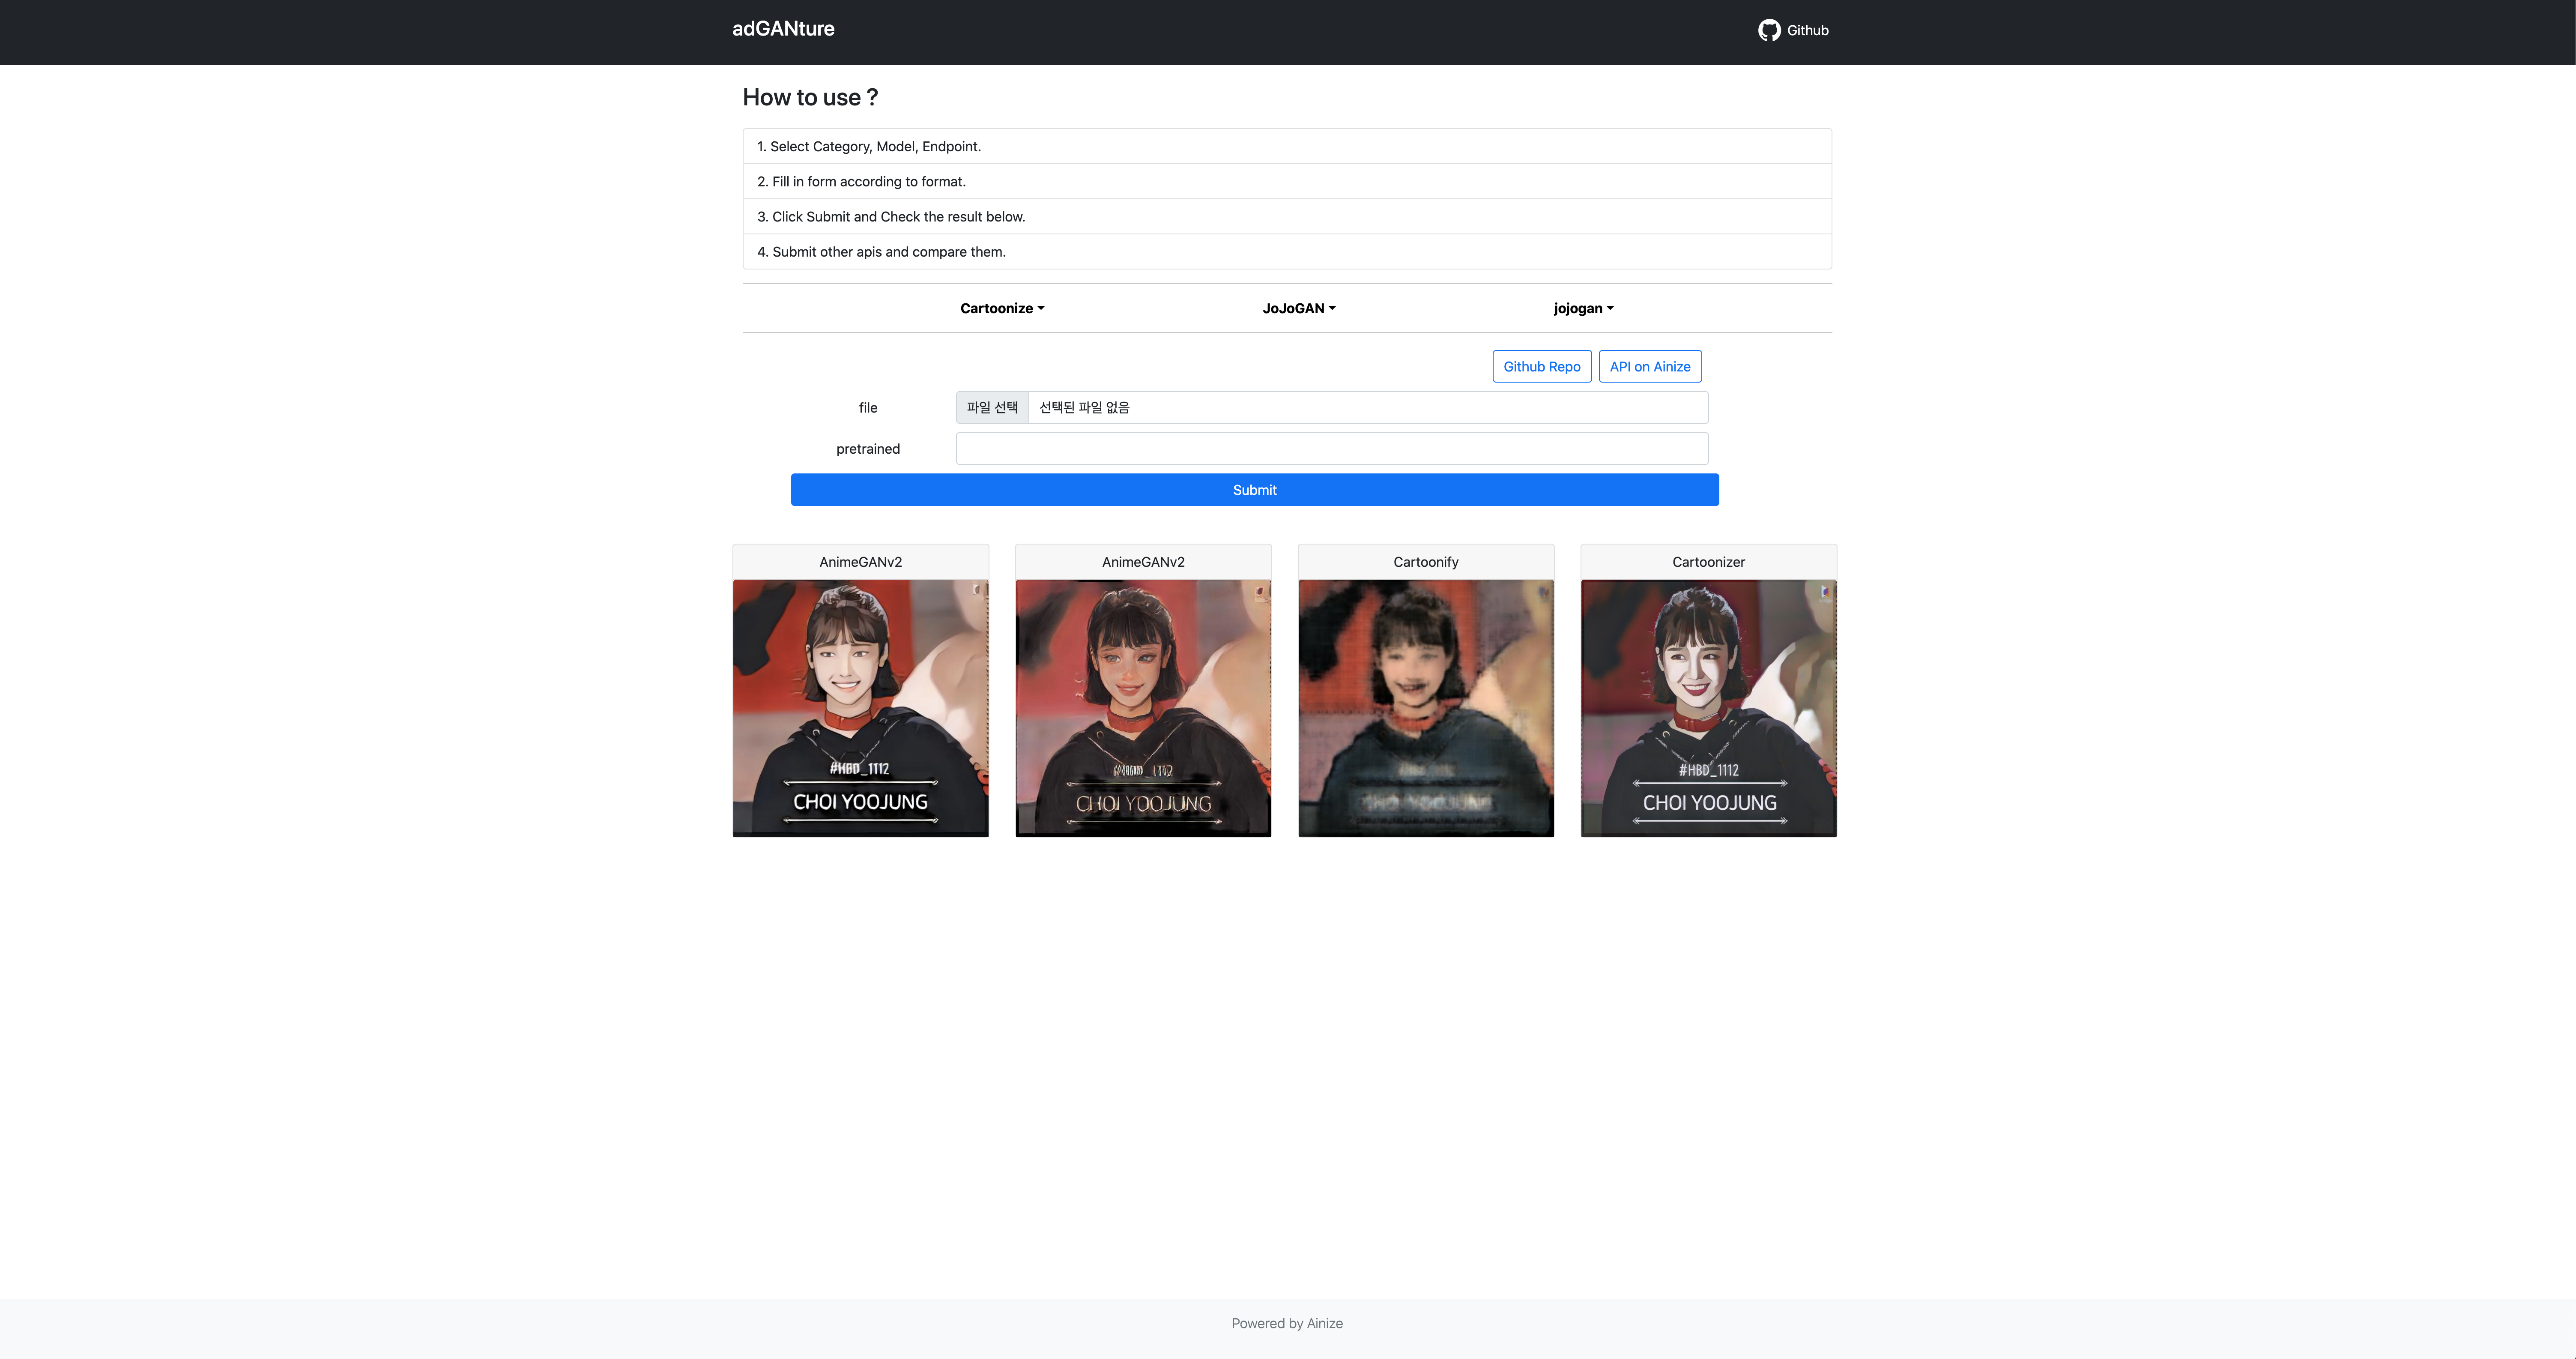 adGANture
Github
How to use ?
1. Select Category, Model, Endpoint.
2. Fill in form according to format.
3. Click Submit and Check the result below.
4. Submit other apis and compare them.
Cartoonize
JoJoGAN
jojogan
Github Repo
API on Ainize
file
파일 선택
선택된 파일 없음
pretrained
Submit
AnimeGANv2
AnimeGANv2
Cartoonify
Cartoonizer
#HBD_1112
CHOI YOOJUNG
CHOI YOOJUNG
CHOI YOOJUNG
#HBD_1112
CHOI YOOJUNG
Powered by Ainize